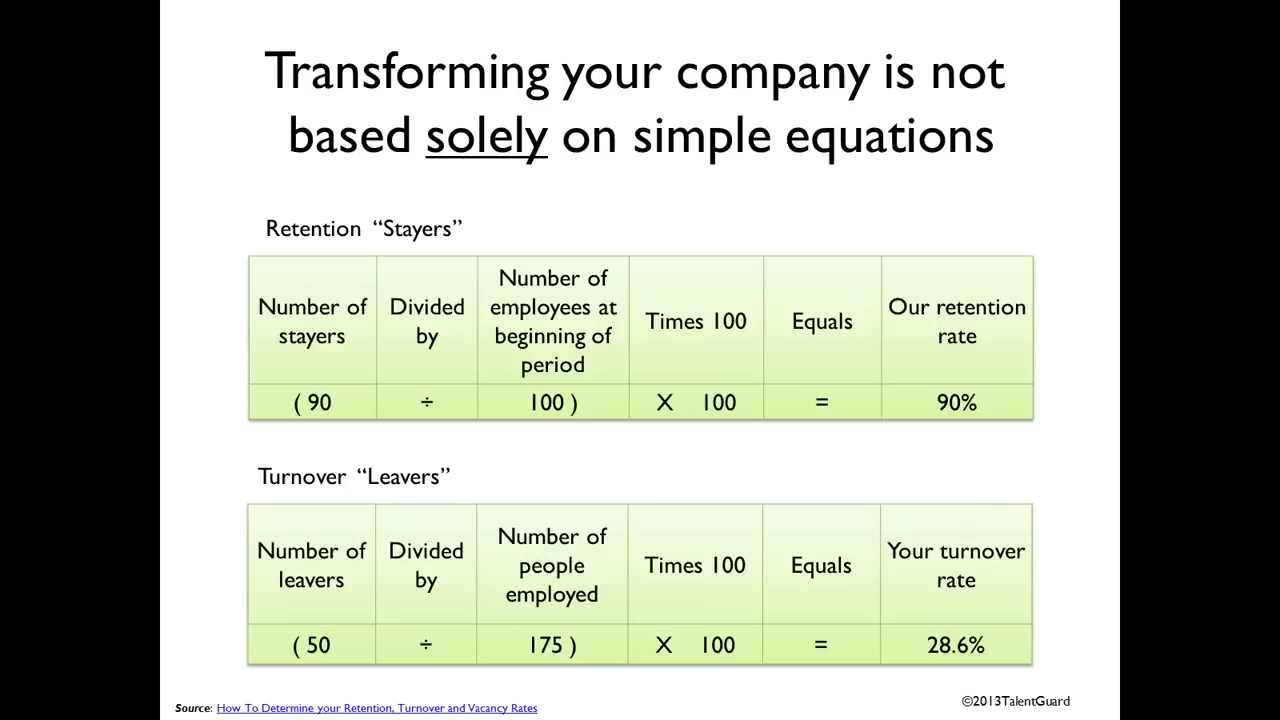 Transforming your company is not
based solely on simple equations
Retention “Stayers”
Number of
stayers
Divided
by
Number of
employees at
beginning of
period
Times 100
Equals
Our retention
rate
( 90
÷
100 )
X 100
=
90%
Turnover “Leavers”
Number of
leavers
Divided
by
Number of
people
employed
Times 100
Equals
Your turnover
rate
( 50
÷
175 )
X 100
=
28.6%
Source: How To Determine your Retention, Turnover and Vacancy Rates
©2013TalentGuard